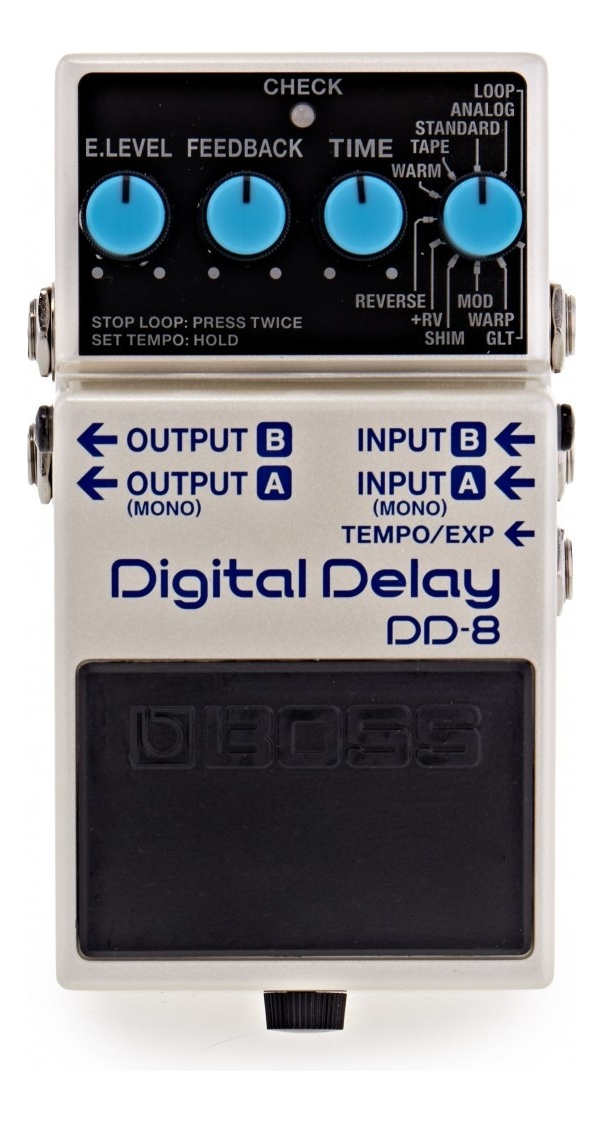 CHECK
LOOP
ANALOG
STANDARD
TAPE
WARM
E.LEVEL FEEDBACK TIME
REVERSE
+RV
SHIM
MOD
WARP
GLT
STOP LOOP: PRESS TWICE
SET TEMPO: HOLD
OUTPUT B
INPUT B
OUTPUT A
(MONO)
INPUT A
(MONO)
TEMPO/EXP
Digital Delay
DD-8
BOSS